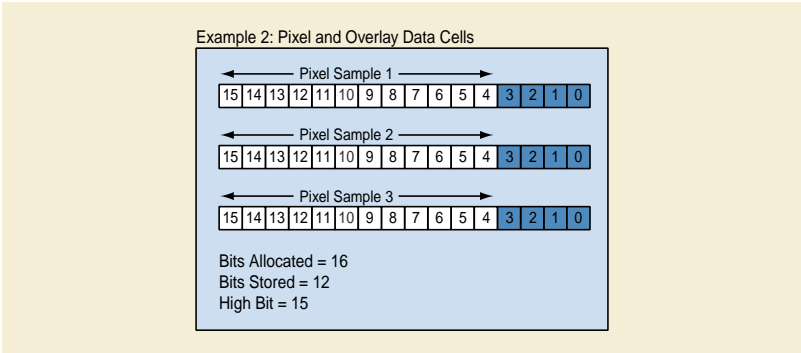 Example 2: Pixel and Overlay Data Cells
Pixel Sample 1
15 14 13 12 11 10 9 8 7 6 5 4 3 2 1 0
Pixel Sample 2
15 14 13 12 11 10 9 8 7 6 5 4 3 2 1 0
Pixel Sample 3
15 14 13 12 11 10 9 8 7 6 5 4 3 2 1 0
Bits Allocated = 16
Bits Stored = 12
High Bit = 15